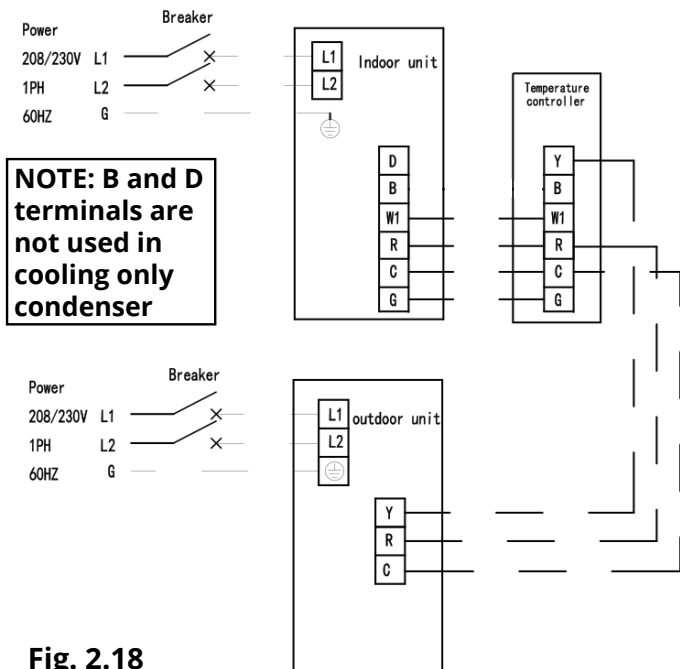 Power
Breaker
208/230V L1
1PH L2
60HZ G
L1
L2
Indoor unit
D
B
W1
R
C
G
Temperature
controller
Y
B
W1
R
C
G
NOTE: B and D
terminals are
not used in
cooling only
condenser
Power
Breaker
208/230V L1
1PH L2
60HZ G
L1
L2
outdoor unit
Y
R
C
Fig. 2.18